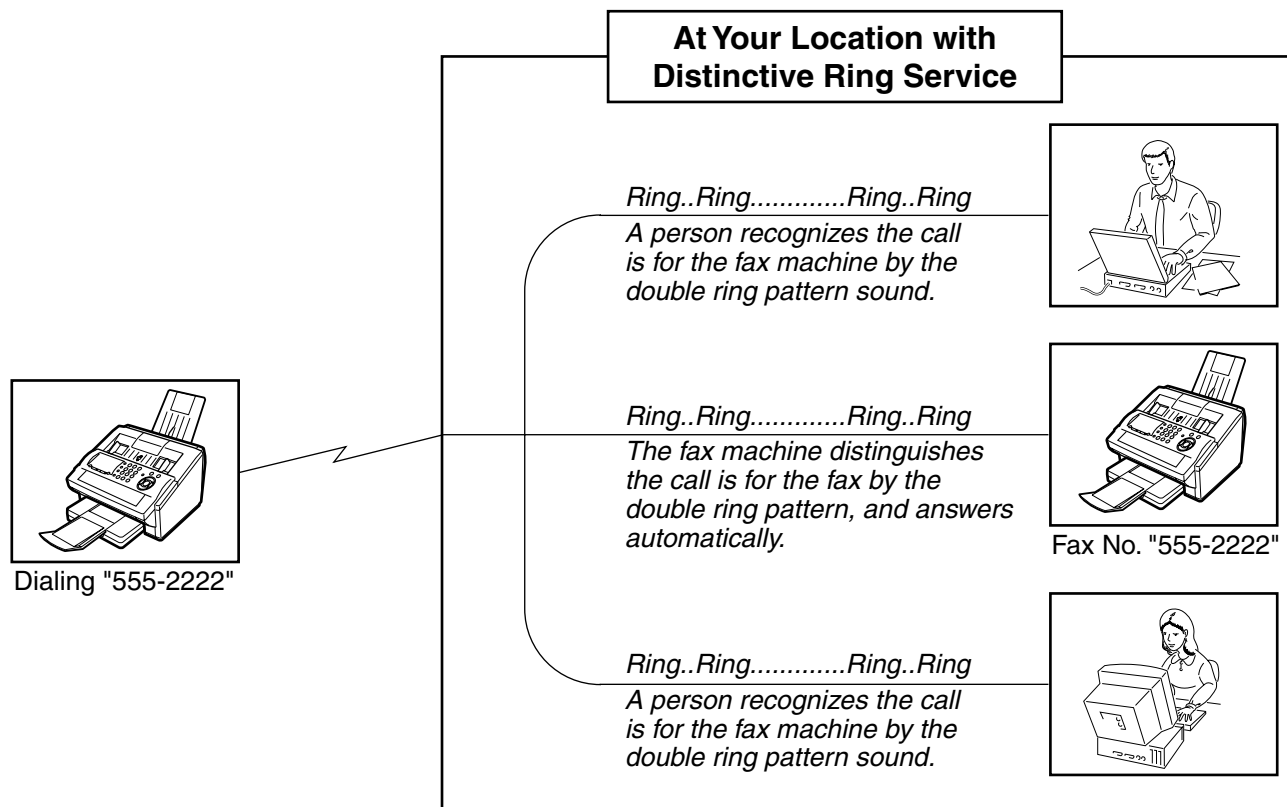 At Your Location with
Distinctive Ring Service
Ring..Ring.............Ring..Ring
A person recognizes the call
is for the fax machine by the
double ring pattern sound.
Ring..Ring.............Ring..Ring
The fax machine distinguishes
the call is for the fax by the
double ring pattern, and answers
automatically.
Fax No. "555-2222"
Dialing "555-2222"
Ring..Ring.............Ring..Ring
A person recognizes the call
is for the fax machine by the
double ring pattern sound.